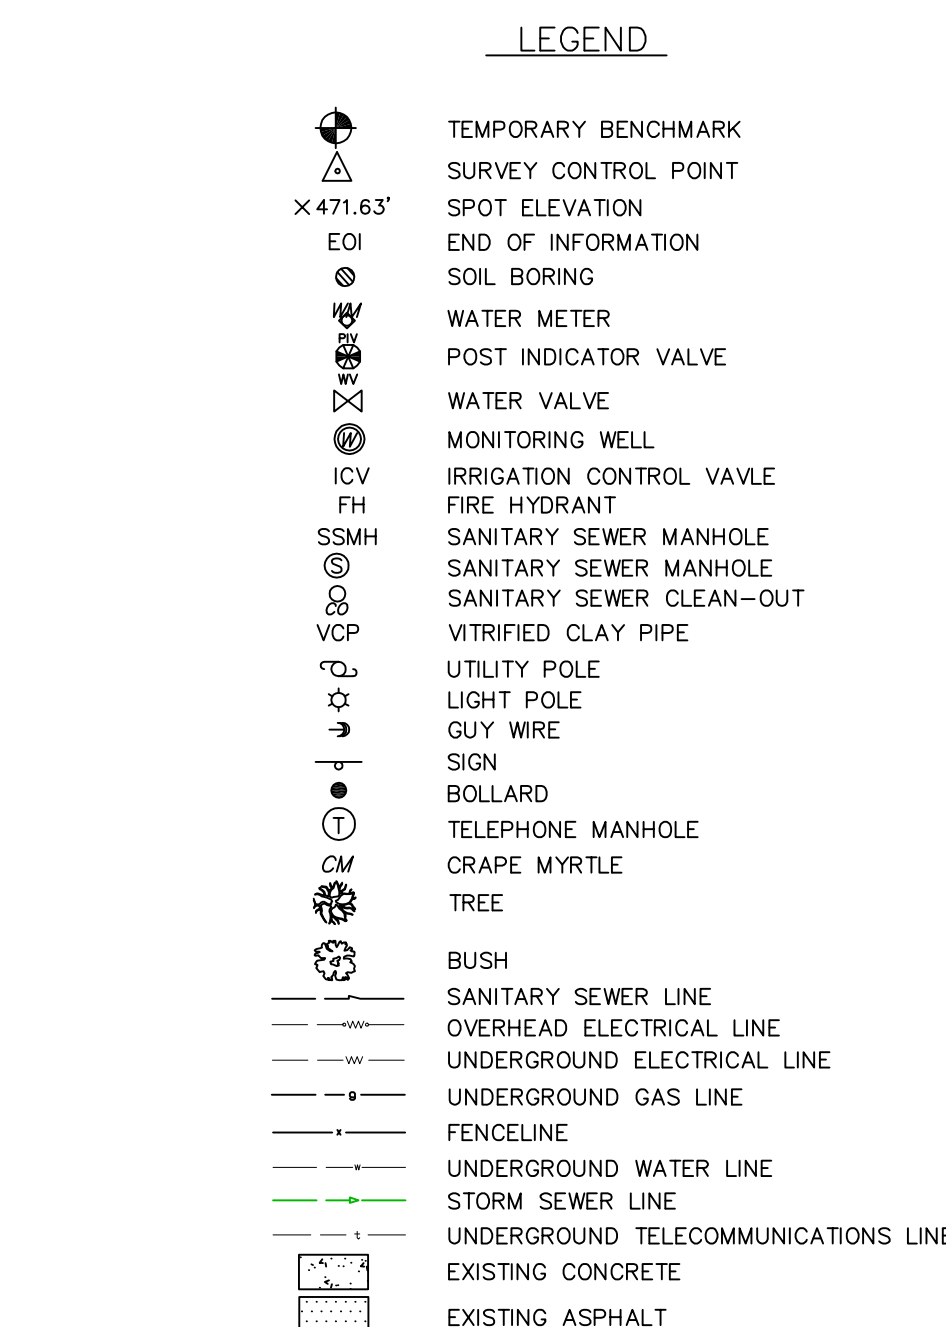 LEGEND
TEMPORARY BENCHMARK
SURVEY CONTROL POINT
×471.63' SPOT ELEVATION
EOI END OF INFORMATION
SOIL BORING
WM WATER METER
PIV POST INDICATOR VALVE
WV WATER VALVE
W MONITORING WELL
ICV IRRIGATION CONTROL VAVLE
FH FIRE HYDRANT
SSMH SANITARY SEWER MANHOLE
S SANITARY SEWER MANHOLE
CO SANITARY SEWER CLEAN-OUT
VCP VITRIFIED CLAY PIPE
UTILITY POLE
LIGHT POLE
GUY WIRE
SIGN
BOLLARD
T TELEPHONE MANHOLE
CM CRAPE MYRTLE
TREE
BUSH
SANITARY SEWER LINE
OVERHEAD ELECTRICAL LINE
UNDERGROUND ELECTRICAL LINE
g UNDERGROUND GAS LINE
x FENCELINE
w UNDERGROUND WATER LINE
STORM SEWER LINE
t UNDERGROUND TELECOMMUNICATIONS LINE
EXISTING CONCRETE
EXISTING ASPHALT